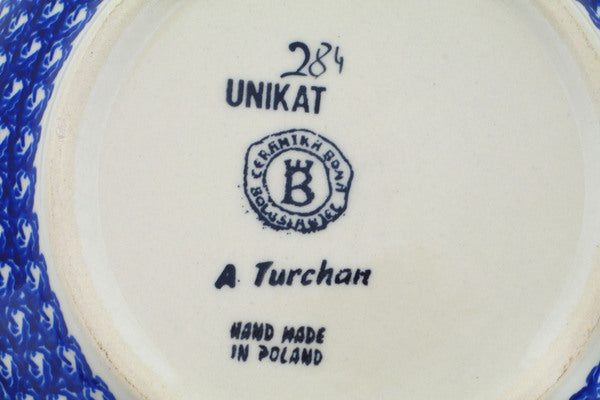 284
UNIKAT
CERAMIKA BONA
B
BOLESŁAWIEC
A Turchan
HAND MADE
IN POLAND